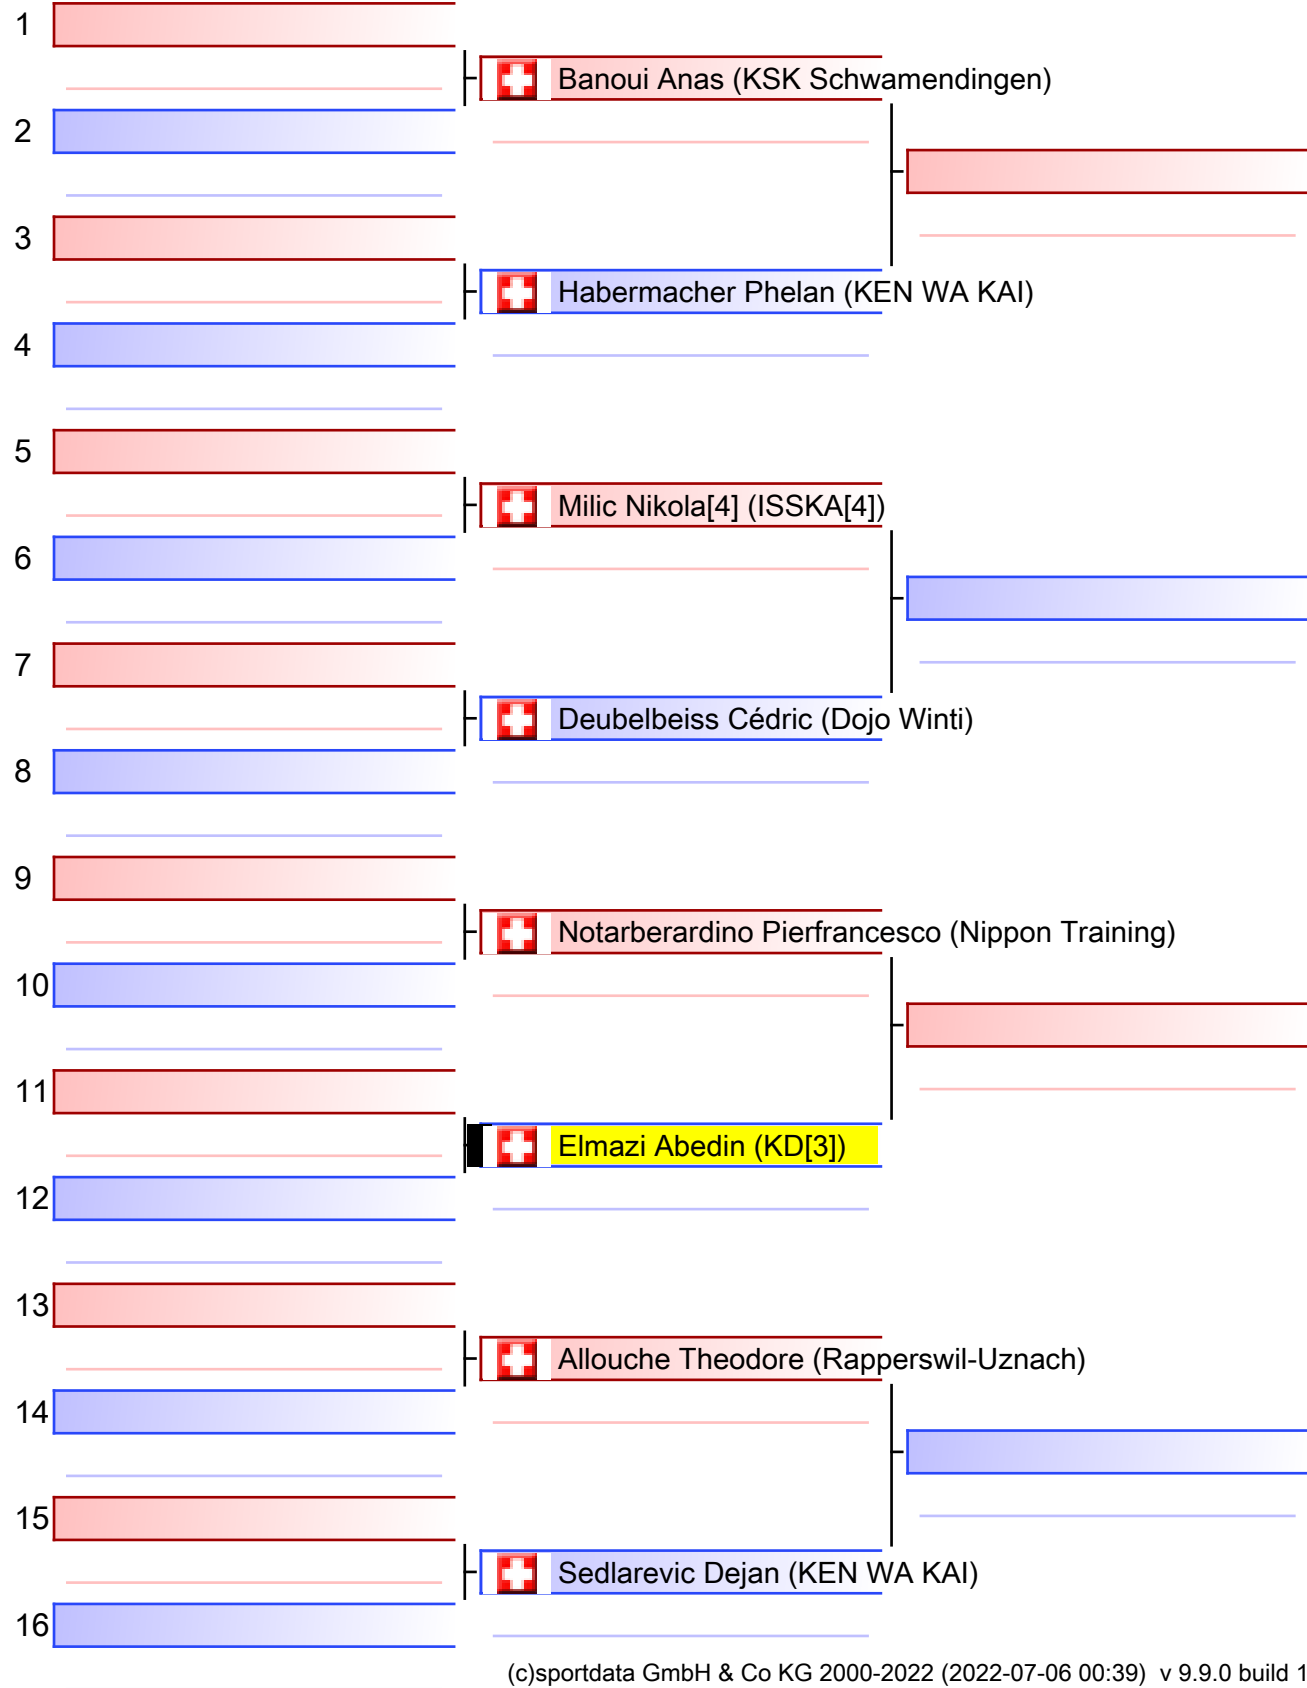 1
Banoui Anas (KSK Schwamendingen)
2
3
Habermacher Phelan (KEN WA KAI)
4
5
Milic Nikola[4] (ISSKA[4])
6
7
Deubelbeiss Cédric (Dojo Winti)
8
9
Notarberardino Pierfrancesco (Nippon Training)
10
11
Elmazi Abedin (KD[3])
12
13
Allouche Theodore (Rapperswil-Uznach)
14
15
Sedlarevic Dejan (KEN WA KAI)
16
(c)sportdata GmbH & Co KG 2000-2022 (2022-07-06 00:39) v 9.9.0 build 1